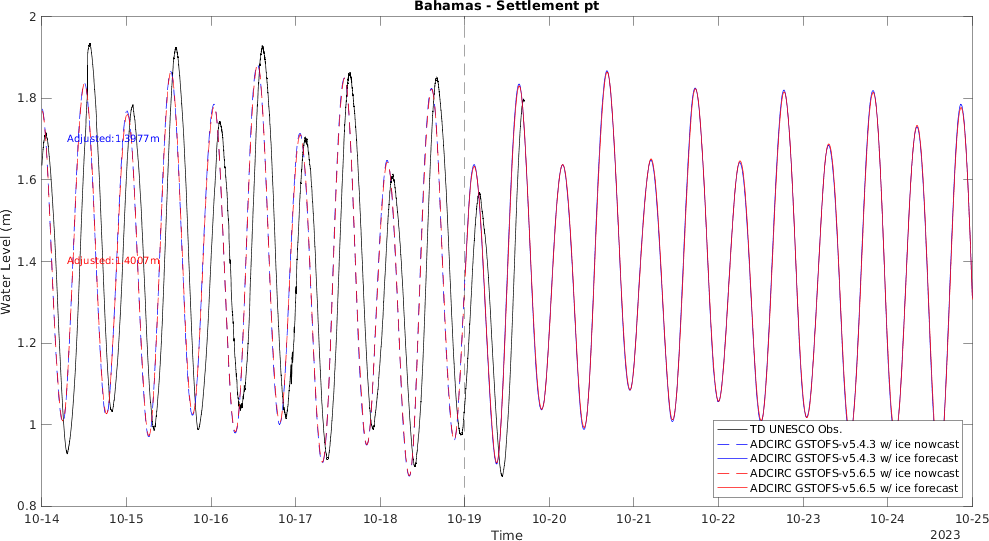 Bahamas - Settlement pt
2
1.8
1.6
1.4
1.2
1
0.8
Water Level (m)
Adjusted:1.3977m
Adjusted:1.4007m
TD UNESCO Obs.
ADCIRC GSTOFS-v5.4.3 w/ ice nowcast
ADCIRC GSTOFS-v5.4.3 w/ ice forecast
ADCIRC GSTOFS-v5.6.5 w/ ice nowcast
ADCIRC GSTOFS-v5.6.5 w/ ice forecast
10-14 10-15 10-16 10-17 10-18 10-19 10-20 10-21 10-22 10-23 10-24 10-25
Time
2023